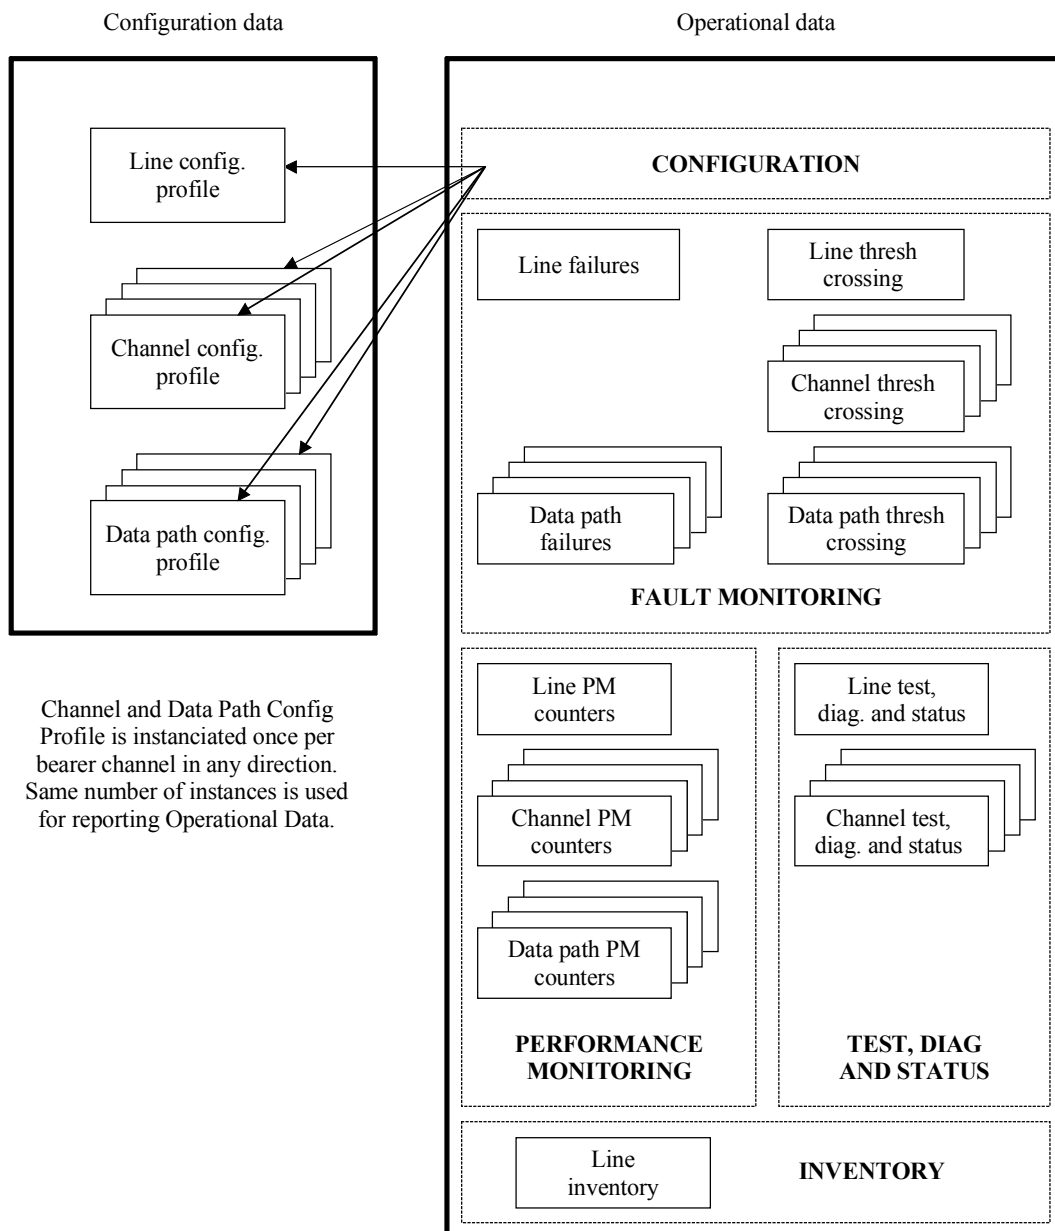 Configuration data
Operational data
Line config.
profile
Channel config.
profile
Data path config.
profile
Channel and Data Path Config
Profile is instanciated once per
bearer channel in any direction.
Same number of instances is used
for reporting Operational Data.
CONFIGURATION
Line failures
Line thresh
crossing
Channel thresh
crossing
Data path
failures
Data path thresh
crossing
FAULT MONITORING
Line PM
counters
Channel PM
counters
Data path PM
counters
PERFORMANCE
MONITORING
Line test,
diag. and status
Channel test,
diag. and status
TEST, DIAG
AND STATUS
Line
inventory
INVENTORY